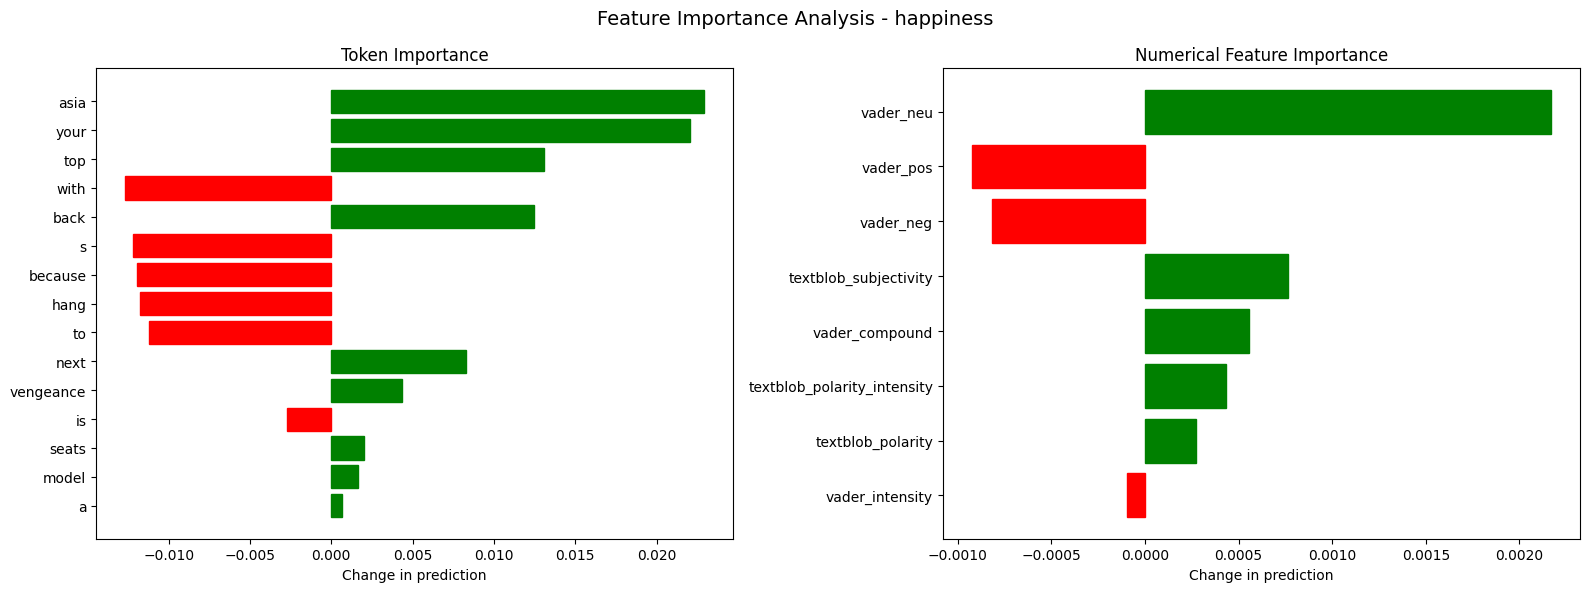 Feature Importance Analysis - happiness
Token Importance
asia
your
top
with
back
s
because
hang
to
next
vengeance
is
seats
model
a
−0.010 −0.005 0.000 0.005 0.010 0.015 0.020
Change in prediction
Numerical Feature Importance
vader_neu
vader_pos
vader_neg
textblob_subjectivity
vader_compound
textblob_polarity_intensity
textblob_polarity
vader_intensity
−0.0010 −0.0005 0.0000 0.0005 0.0010 0.0015 0.0020
Change in prediction